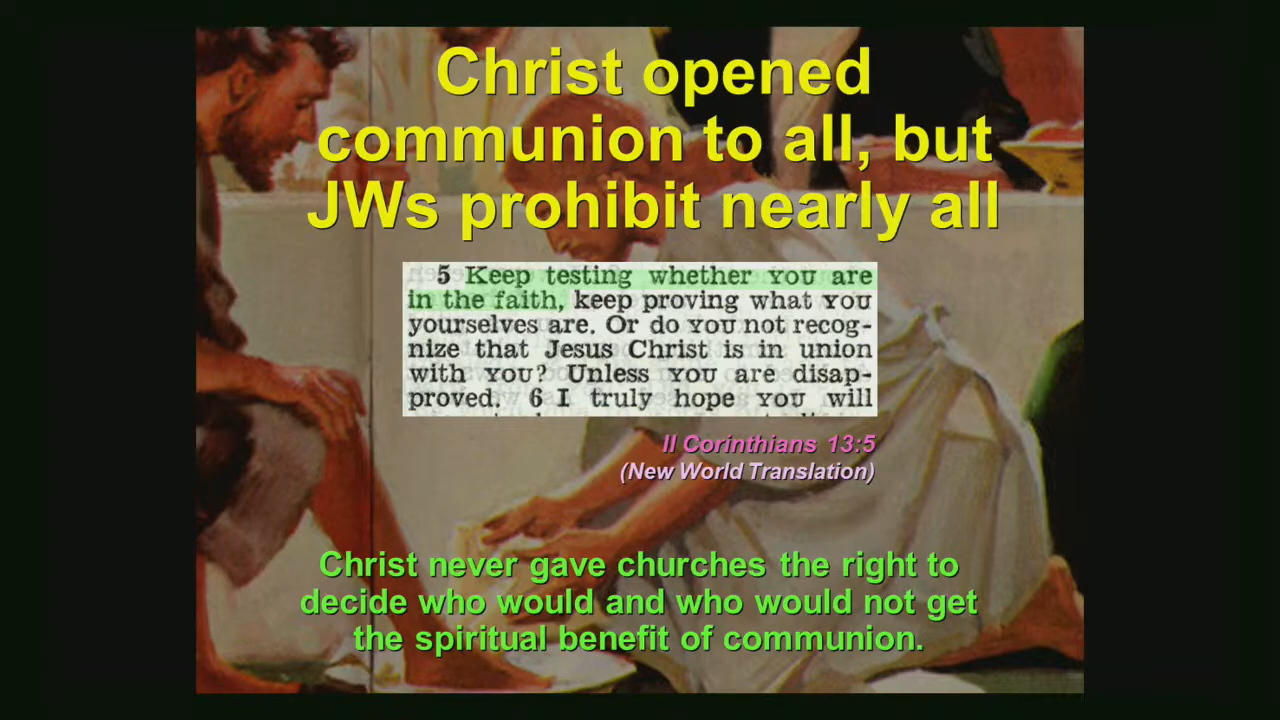 Christ opened
communion to all, but
JWs prohibit nearly all
5 Keep testing whether YOU are
in the faith, keep proving what YOU
yourselves are. Or do YOU not recog-
nize that Jesus Christ is in union
with YOU? Unless YOU are disap-
proved. 6 I truly hope YOU will
II Corinthians 13:5
(New World Translation)
Christ never gave churches the right to
decide who would and who would not get
the spiritual benefit of communion.